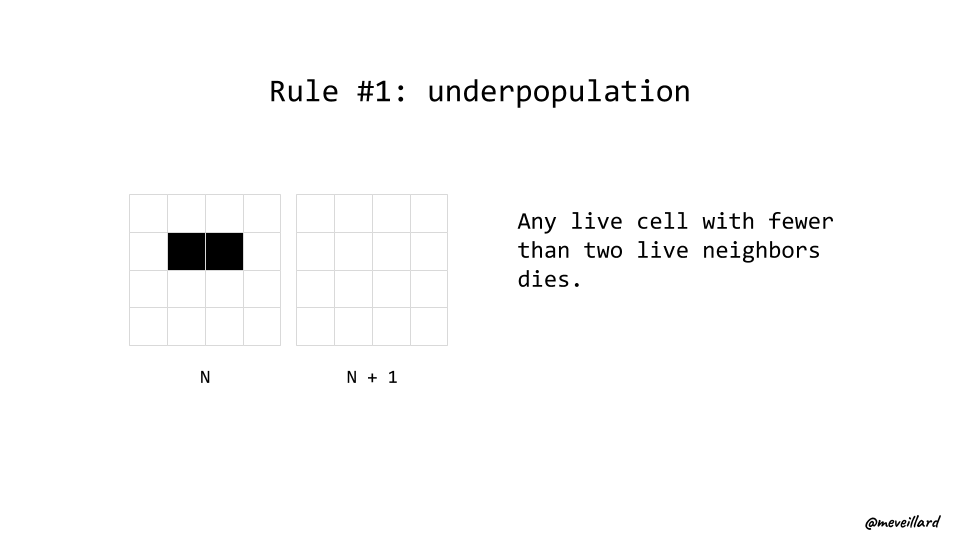 Rule #1: underpopulation
Any live cell with fewer
than two live neighbors
dies.
N
N + 1
@meveillard